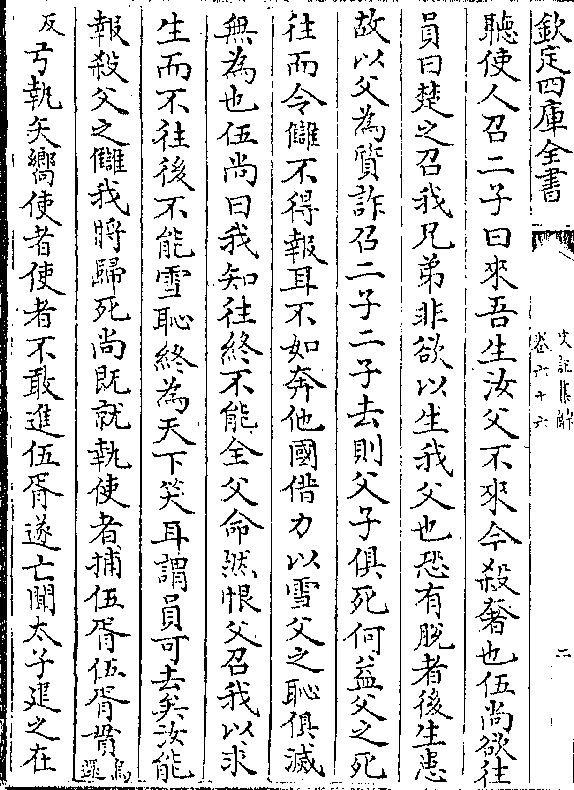 欽定四庫全書
史記集解
卷六十六
二
聽使人召二子曰來吾生汝父不來今殺奢也伍尚欲往
員曰楚之召我兄弟非欲以生我父也恐有脫者後生患
故以父為質詐召二子二子去則父子俱死何益父之死
往而令讎不得報耳不如奔他國借力以雪父之恥俱滅
無為也伍尚曰我知往終不能全父命然恨父召我以求
生而不往後不能雪恥終為天下笑耳謂員可去矣汝能
報殺父之讎我將歸死尚既就執使者捕伍胥伍胥貫烏還
反弓執矢嚮使者使者不敢進伍胥遂亡聞太子建之在